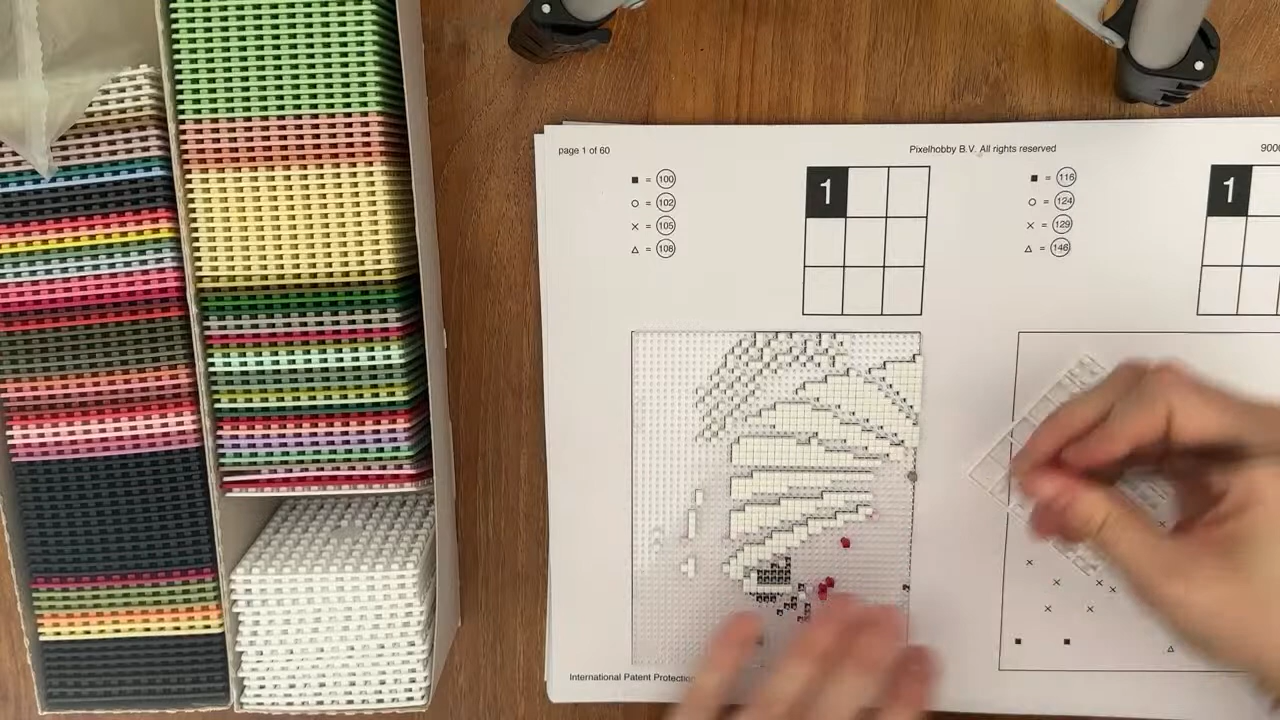 page 1 of 60
Pixelhobby B.V. All rights reserved
■ = 100
○ = 102
× = 105
△ = 108
1
■ = 116
○ = 124
× = 129
△ = 146
1
International Patent Protection